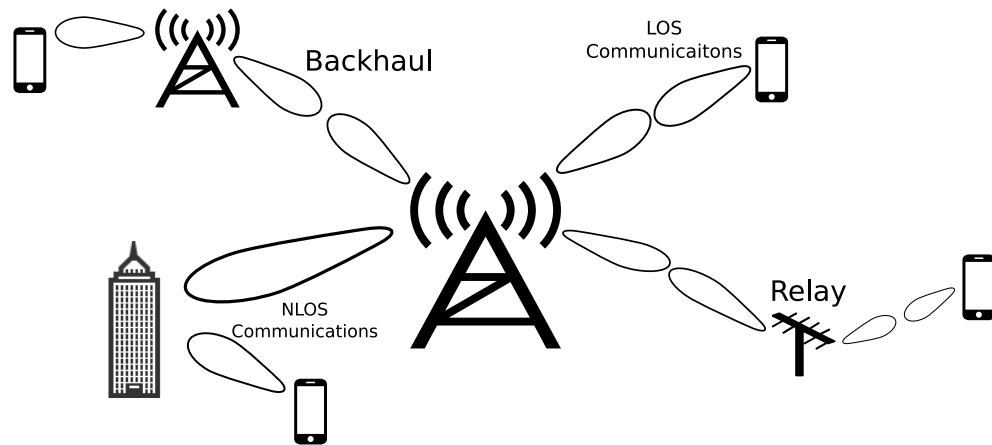 Backhaul
LOS
Communicaitons
NLOS
Communications
Relay